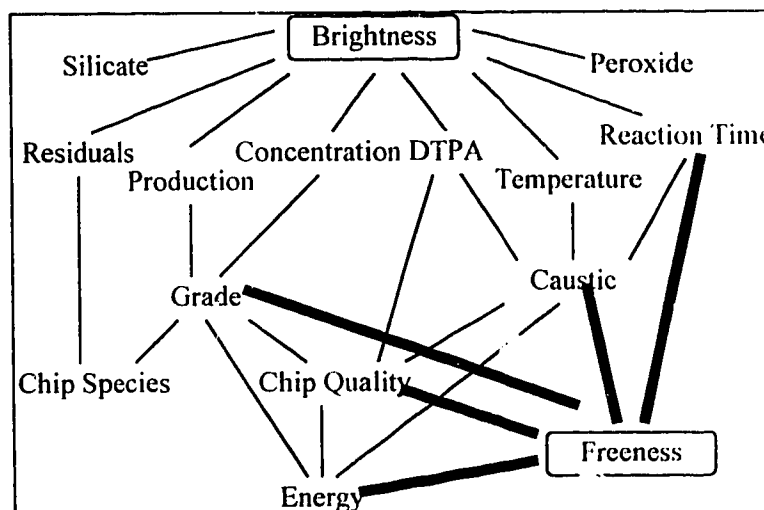 Brightness
Silicate
Peroxide
Residuals
Production
Concentration DTPA
Temperature
Reaction Time
Grade
Caustic
Chip Species
Chip Quality
Freeness
Energy